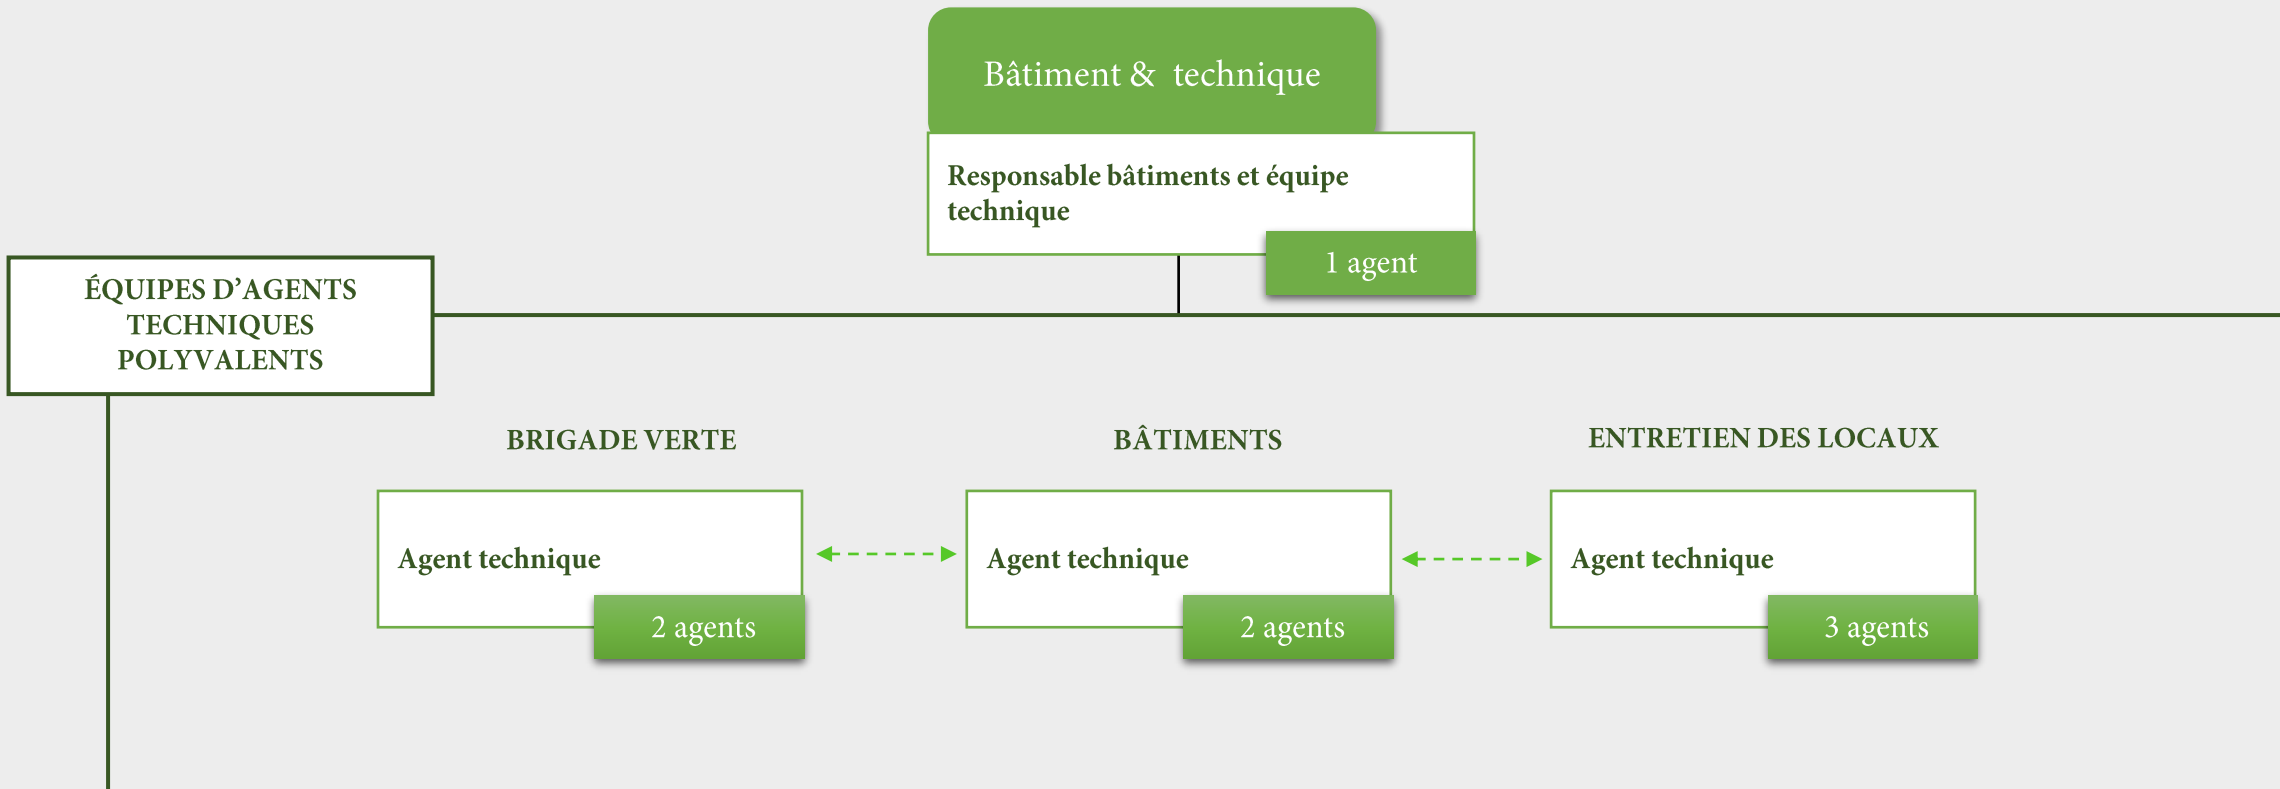 Bâtiment & technique
Responsable bâtiments et équipe
technique
1 agent
ÉQUIPES D’AGENTS
TECHNIQUES
POLYVALENTS
BRIGADE VERTE
Agent technique
2 agents
BÂTIMENTS
Agent technique
2 agents
ENTRETIEN DES LOCAUX
Agent technique
3 agents